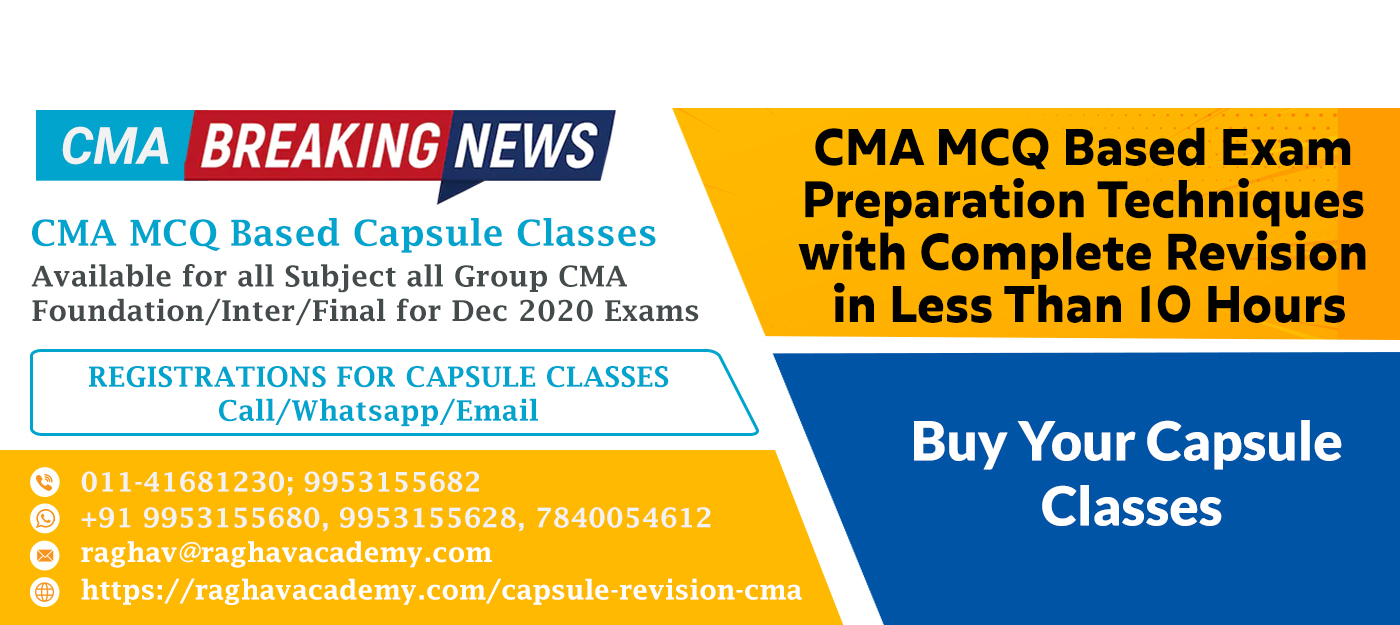 CMA BREAKING NEWS
CMA MCQ Based Capsule Classes
Available for all Subject all Group CMA
Foundation/Inter/Final for Dec 2020 Exams
REGISTRATIONS FOR CAPSULE CLASSES
Call/Whatsapp/Email
011-41681230; 9953155682
+91 9953155680, 9953155628, 7840054612
raghav@raghavacademy.com
https://raghavacademy.com/capsule-revision-cma
CMA MCQ Based Exam
Preparation Techniques
with Complete Revision
in Less Than 10 Hours
Buy Your Capsule
Classes